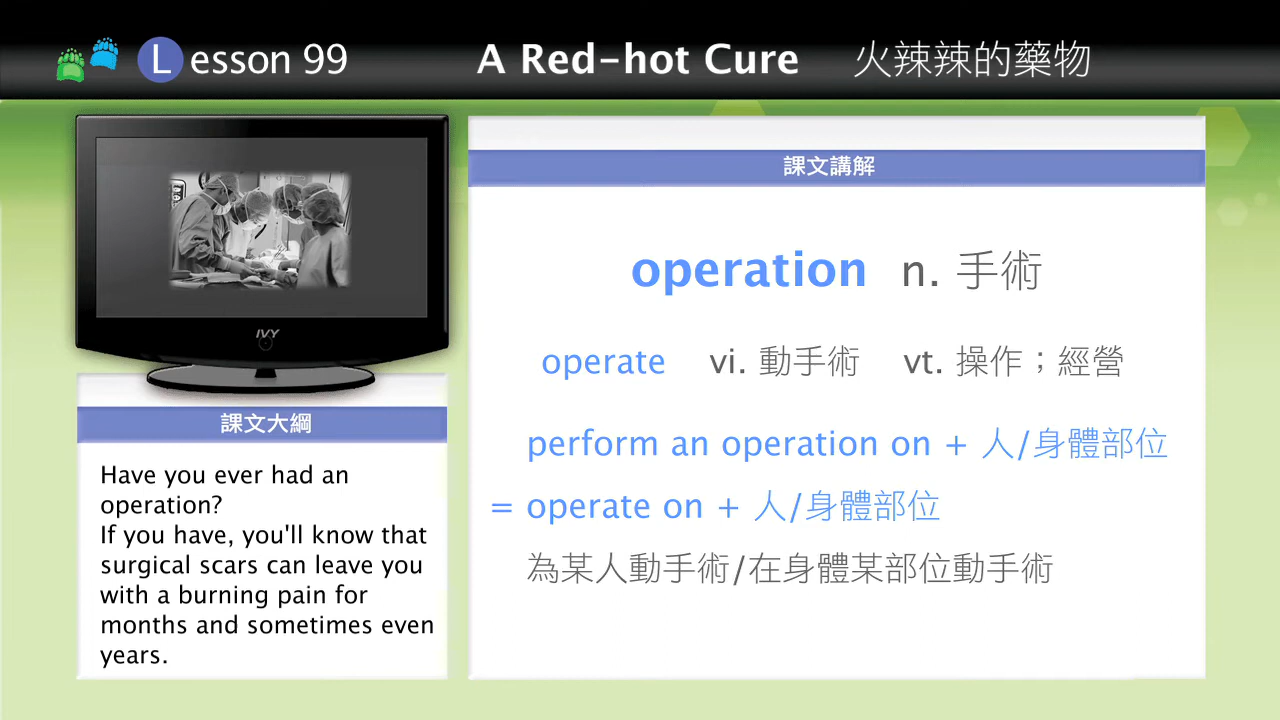 Lesson 99
A Red-hot Cure 火辣辣的藥物
IVY
課文大綱
Have you ever had an
operation?
If you have, you'll know that
surgical scars can leave you
with a burning pain for
months and sometimes even
years.
課文講解
operation n. 手術
operate vi. 動手術 vt. 操作；經營
perform an operation on + 人/身體部位
= operate on + 人/身體部位
為某人動手術/在身體某部位動手術